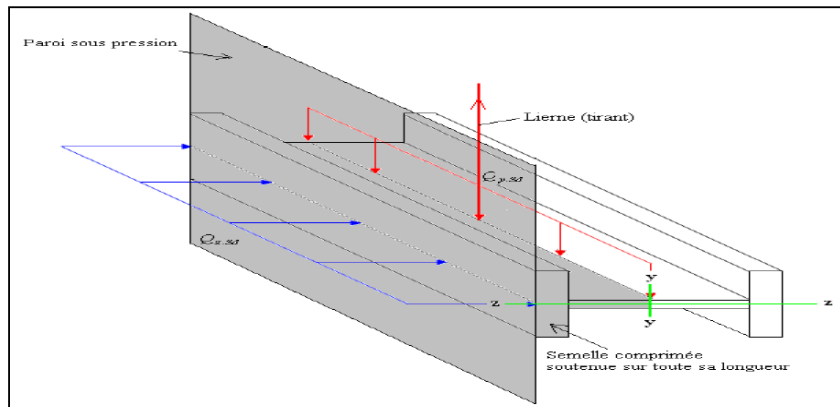 Paroi sous pression
Lierne (tirant)
Qy.Sd
Qz.Sd
y
z
z
y
Semelle comprimée
soutenue sur toute sa longueur